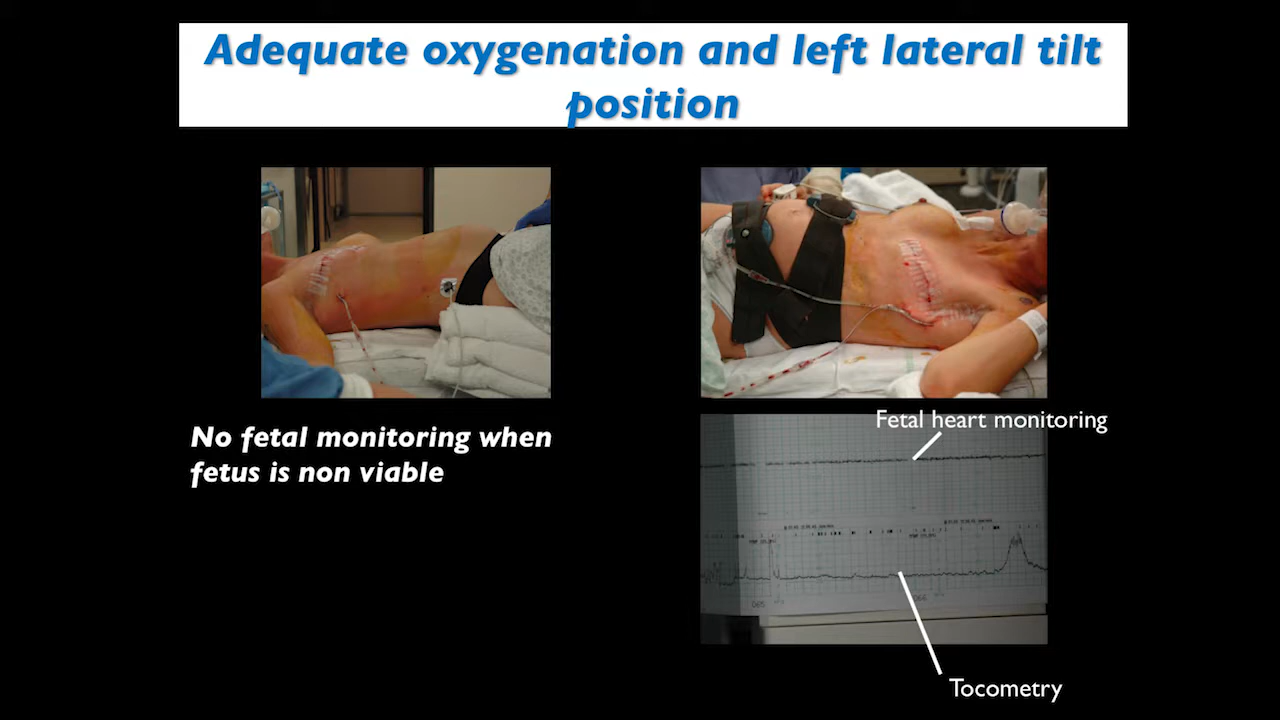 Adequate oxygenation and left lateral tilt
position
No fetal monitoring when
fetus is non viable
Fetal heart monitoring
Tocometry